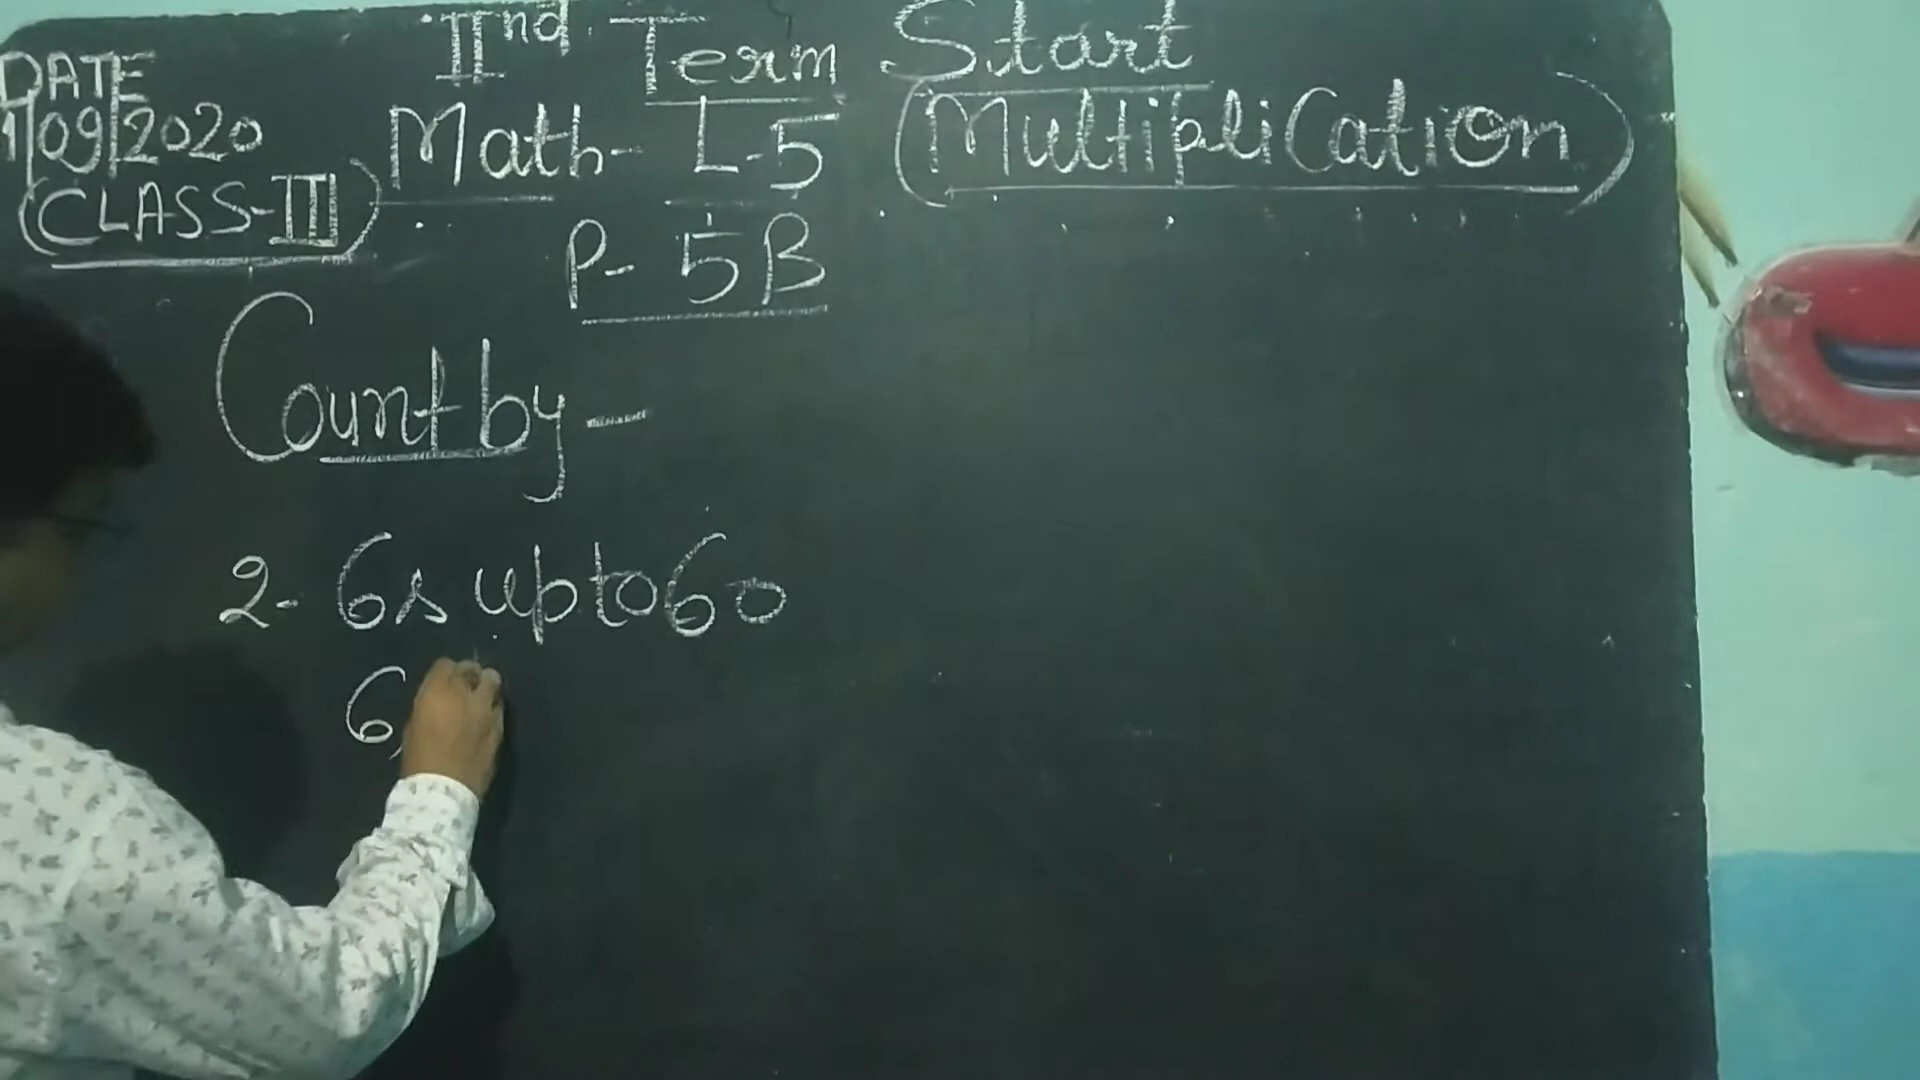 IInd Term Start
DATE
1/09/2020
Math- L-5 (Multiplication)
(CLASS-III)
P- 5B
Count by -
2- 6s upto 60
6,